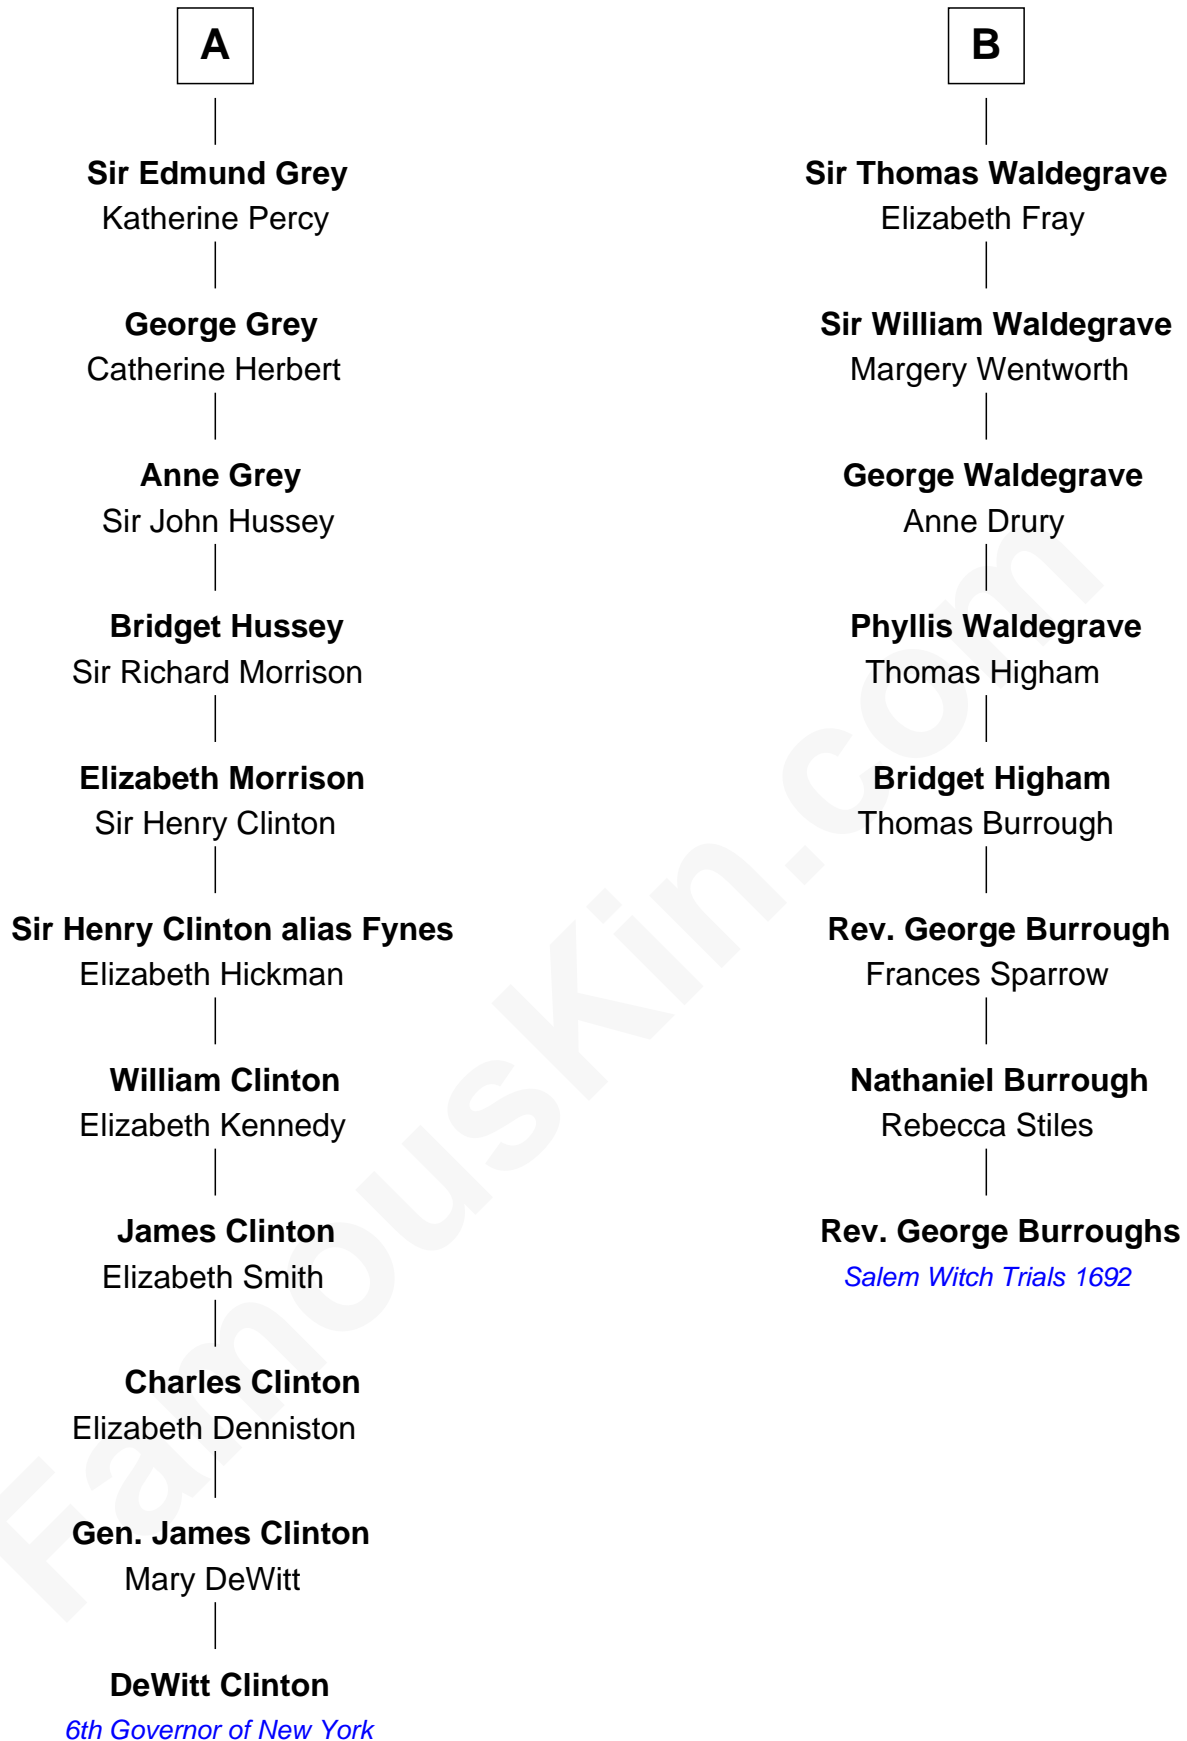 A
Sir Edmund Grey
Katherine Percy
George Grey
Catherine Herbert
Anne Grey
Sir John Hussey
Bridget Hussey
Sir Richard Morrison
Elizabeth Morrison
Sir Henry Clinton
Sir Henry Clinton alias Fynes
Elizabeth Hickman
William Clinton
Elizabeth Kennedy
James Clinton
Elizabeth Smith
Charles Clinton
Elizabeth Denniston
Gen. James Clinton
Mary DeWitt
DeWitt Clinton
6th Governor of New York
B
Sir Thomas Waldegrave
Elizabeth Fray
Sir William Waldegrave
Margery Wentworth
George Waldegrave
Anne Drury
Phyllis Waldegrave
Thomas Higham
Bridget Higham
Thomas Burrough
Rev. George Burrough
Frances Sparrow
Nathaniel Burrough
Rebecca Stiles
Rev. George Burroughs
Salem Witch Trials 1692
FamousKin.com